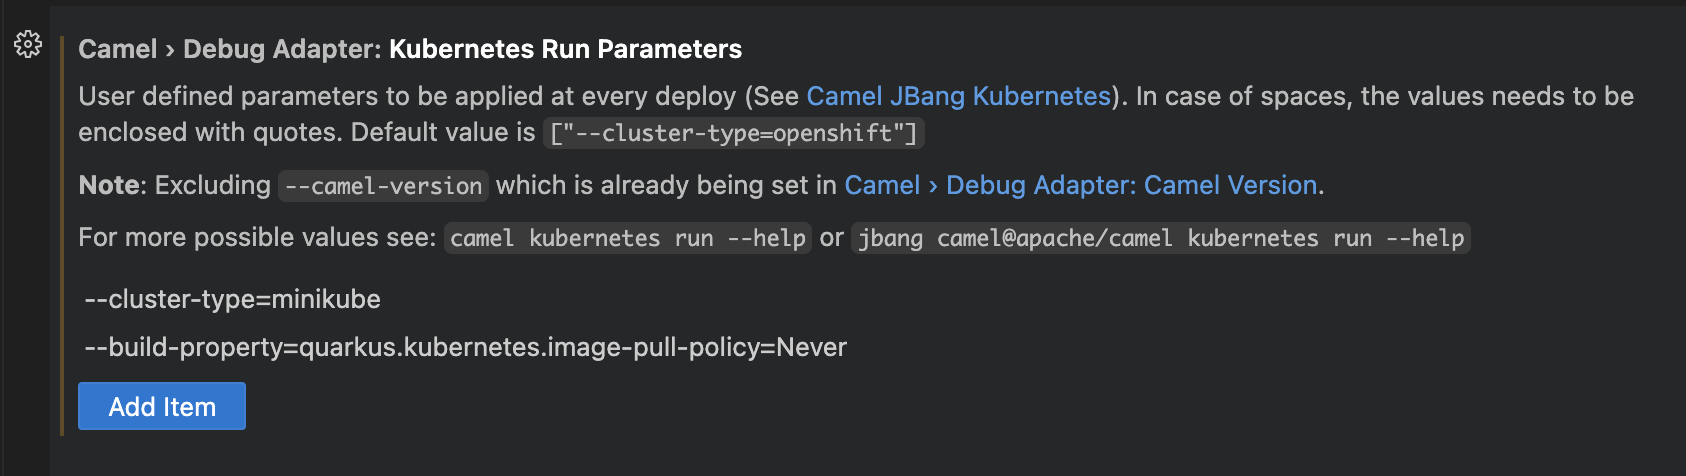 Camel › Debug Adapter: Kubernetes Run Parameters
User defined parameters to be applied at every deploy (See Camel JBang Kubernetes). In case of spaces, the values needs to be
enclosed with quotes. Default value is ["--cluster-type=openshift"]
Note: Excluding --camel-version which is already being set in Camel › Debug Adapter: Camel Version.
For more possible values see: camel kubernetes run --help or jbang camel@apache/camel kubernetes run --help
--cluster-type=minikube
--build-property=quarkus.kubernetes.image-pull-policy=Never
Add Item